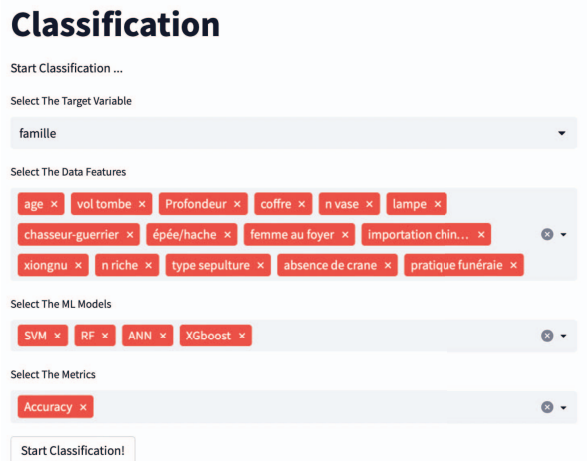 Classification
Start Classification ...
Select The Target Variable
famille
Select The Data Features
age × vol tombe × Profondeur × coffre × n vase × lampe ×
chasseur-guerrier × épée/hache × femme au foyer × importation chin... ×
xiongnu × n riche × type sepulture × absence de crane × pratique funéraie ×
Select The ML Models
SVM × RF × ANN × XGboost ×
Select The Metrics
Accuracy ×
Start Classification!